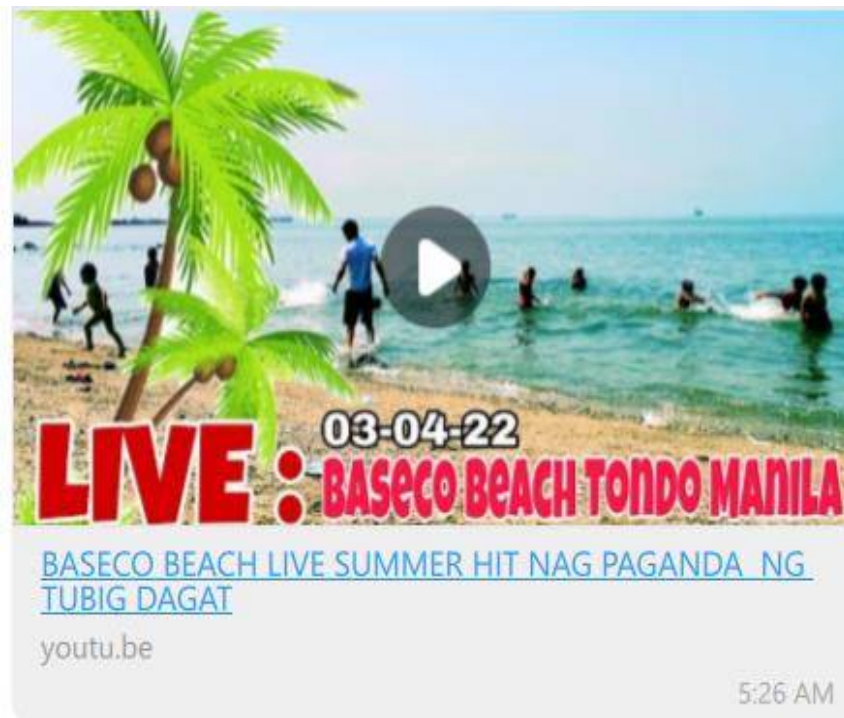 03-04-22
LIVE : BASECO BEACH TONDO MANILA
BASECO BEACH LIVE SUMMER HIT NAG PAGANDA  NG
TUBIG DAGAT
youtu.be
5:26 AM